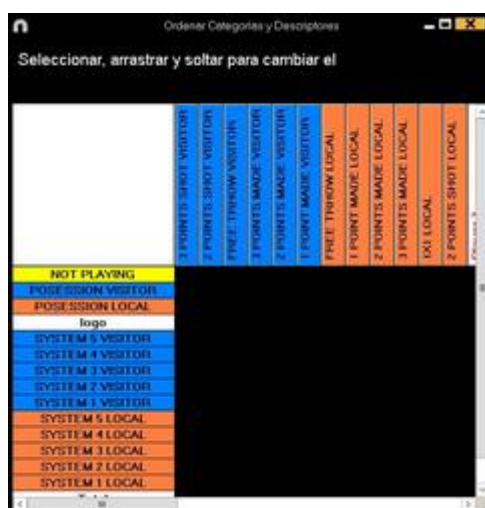 Ordenar Categorias y Descriptores
Seleccionar, arrastrar y soltar para cambiar el
3 POINTS SHOT VISITOR
2 POINTS SHOT VISITOR
FREE TRHOW VISITOR
3 POINTS MADE VISITOR
2 POINTS MADE VISITOR
1 POINT MADE VISITOR
FREE TRHOW LOCAL
1 POINT MADE LOCAL
2 POINTS MADE LOCAL
3 POINTS MADE LOCAL
1X1 LOCAL
2 POINTS SHOT LOCAL
NOT PLAYING
POSESSION VISITOR
POSESSION LOCAL
logo
SYSTEM 5 VISITOR
SYSTEM 4 VISITOR
SYSTEM 3 VISITOR
SYSTEM 2 VISITOR
SYSTEM 1 VISITOR
SYSTEM 5 LOCAL
SYSTEM 4 LOCAL
SYSTEM 3 LOCAL
SYSTEM 2 LOCAL
SYSTEM 1 LOCAL